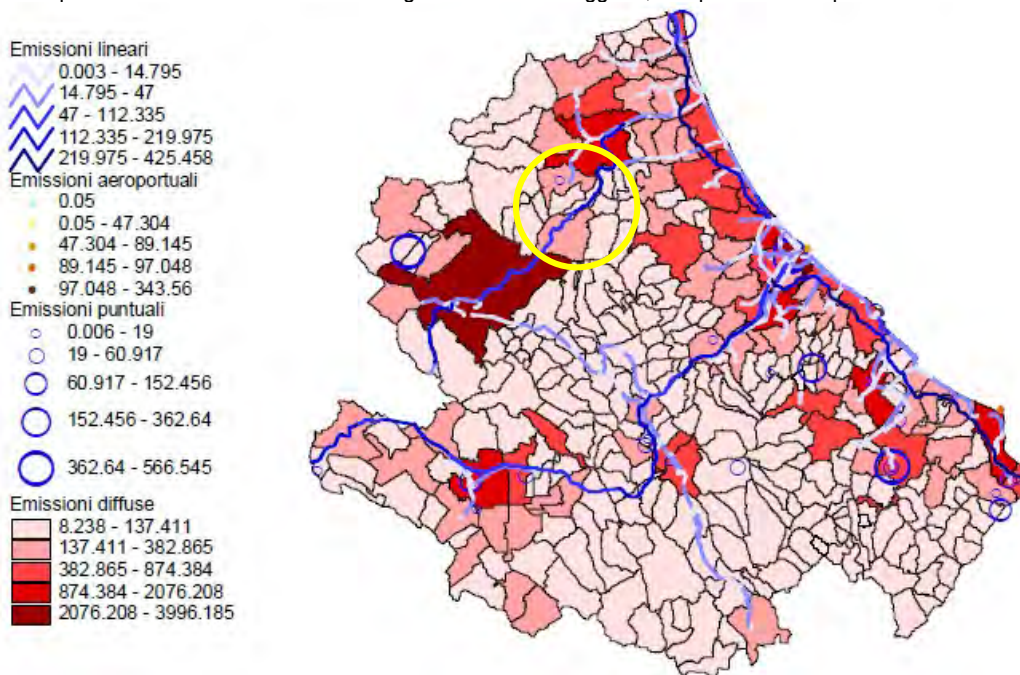 Emissioni lineari
0.003 - 14.795
14.795 - 47
47 - 112.335
112.335 - 219.975
219.975 - 425.458
Emissioni aeroportuali
0.05
0.05 - 47.304
47.304 - 89.145
89.145 - 97.048
97.048 - 343.56
Emissioni puntuali
0.006 - 19
19 - 60.917
60.917 - 152.456
152.456 - 362.64
362.64 - 566.545
Emissioni diffuse
8.238 - 137.411
137.411 - 382.865
382.865 - 874.384
874.384 - 2076.208
2076.208 - 3996.185